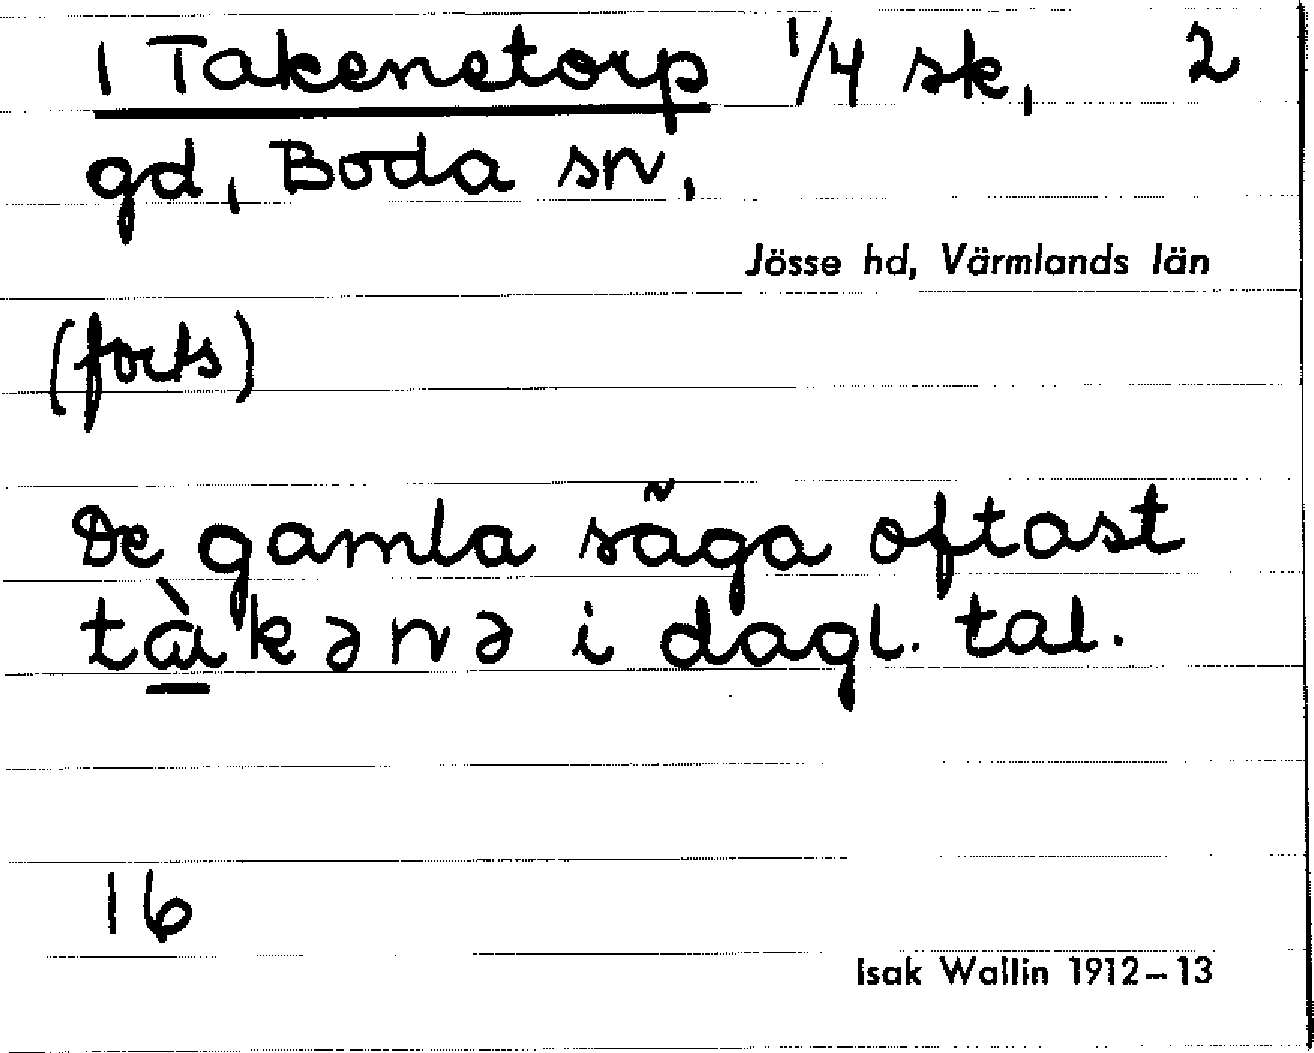 1 Takenetorp 1/4 sk, 2
gd, Boda sn,
Jösse hd, Värmlands län
(forts)
De gamla säga oftast
tàkənə i dagl. tal.
16
Isak Wallin 1912–13